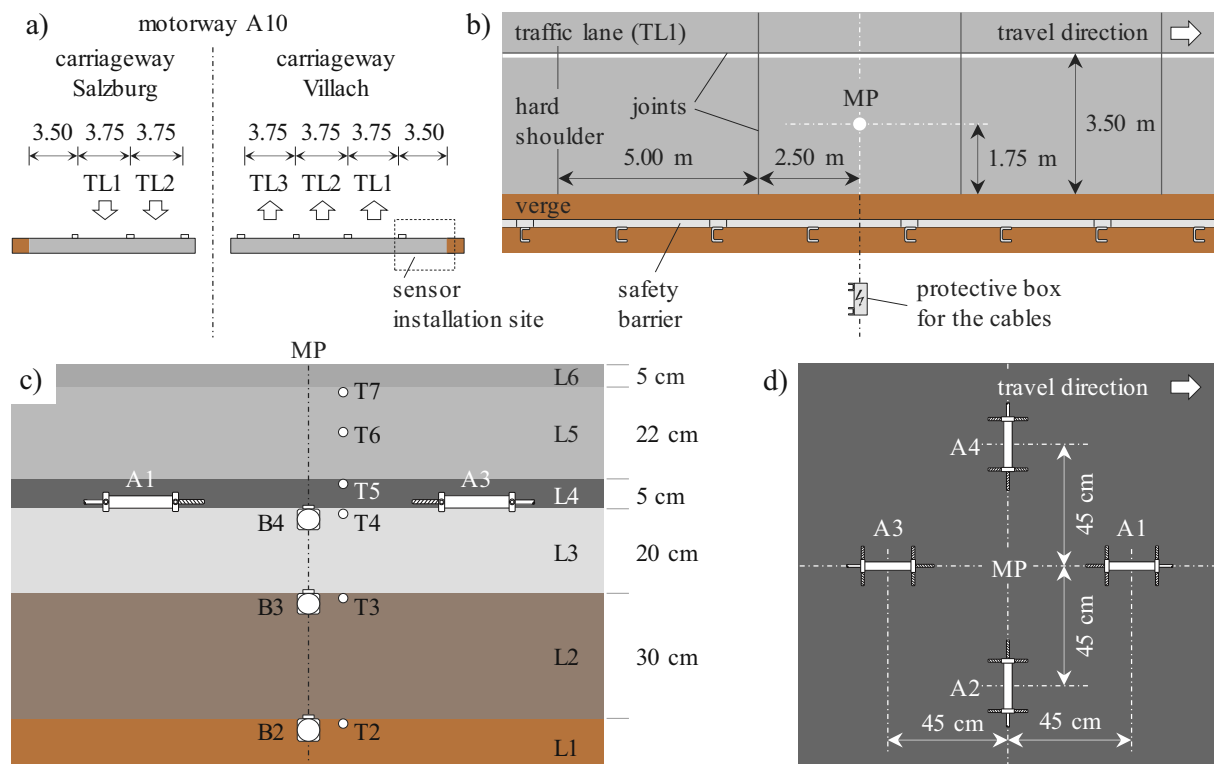 a)
motorway A10
carriageway
Salzburg
carriageway
Villach
3.50 3.75 3.75
3.75 3.75 3.75 3.50
TL1 TL2
TL3 TL2 TL1
sensor
installation site
b)
traffic lane (TL1)
travel direction
hard
shoulder
joints
MP
3.50 m
5.00 m
2.50 m
1.75 m
verge
safety
barrier
protective box
for the cables
c)
MP
L6
5 cm
T7
T6
L5
22 cm
A1
A3
T5
L4
5 cm
B4
T4
L3
20 cm
B3
T3
L2
30 cm
B2
T2
L1
d)
travel direction
A4
45 cm
A3
A1
MP
45 cm
A2
45 cm
45 cm